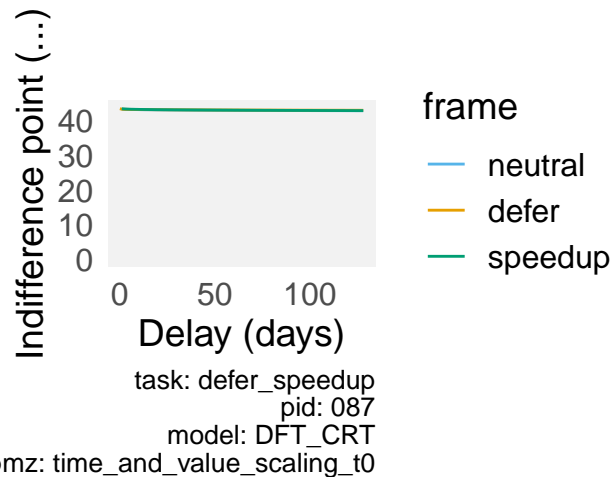 Indifference point (...)
40
30
20
10
0
0 50 100
Delay (days)
frame
neutral
defer
speedup
task: defer_speedup
pid: 087
model: DFT_CRT
mz: time_and_value_scaling_t0